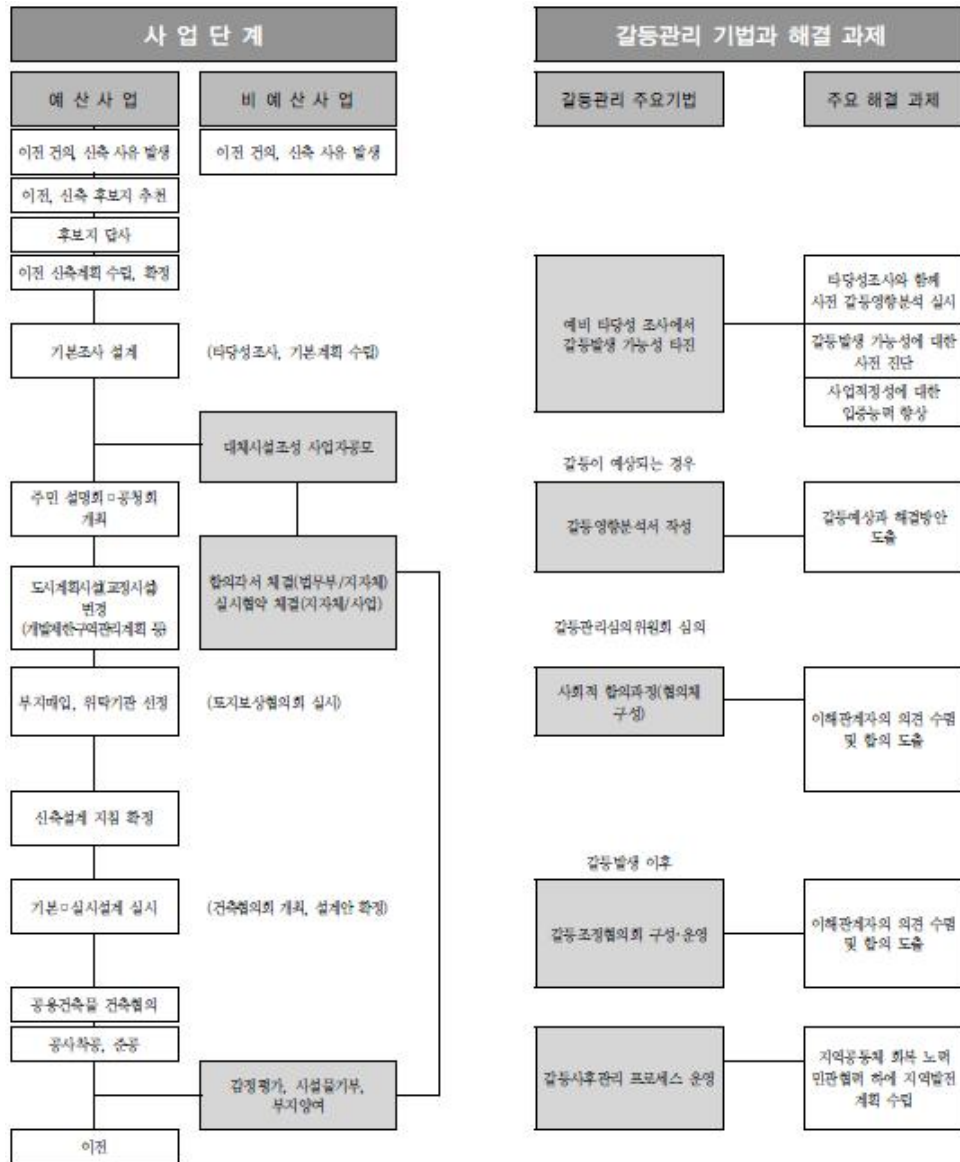 사 업 단 계
갈등관리 기법과 해결 과제
예 산 사 업
비 예 산 사 업
갈등관리 주요기법
주요 해결 과제
이전 건의, 신축 사유 발생
이전 건의, 신축 사유 발생
이전, 신축 후보지 추천
후보지 답사
이전 신축계획 수립, 확정
기본조사 설계
(타당성조사, 기본계획 수립)
예비 타당성 조사에서
갈등발생 가능성 타진
타당성조사와 함께
사전 갈등영향분석 실시
갈등발생 가능성에 대한
사전 진단
사업적정성에 대한
입증능력 향상
대체시설조성 사업자공모
갈등이 예상되는 경우
주민 설명회□공청회
개최
갈등영향분석서 작성
갈등예상과 해결방안
도출
도시계획시설(교정시설)
변경
(개발제한구역관리계획 등)
합의각서 체결(법무부/지자체)
실시협약 체결(지자체/사업)
갈등관리심의위원회 심의
부지매입, 위탁기관 선정
(토지보상협의회 실시)
사회적 합의과정(협의체
구성)
이해관계자의 의견 수렴
및 합의 도출
신축설계 지침 확정
갈등발생 이후
기본□실시설계 실시
(건축협의회 개최, 설계안 확정)
갈등조정협의회 구성·운영
이해관계자의 의견 수렴
및 합의 도출
공용건축물 건축협의
공사착공, 준공
감정평가, 시설물기부,
부지양여
갈등사후관리 프로세스 운영
지역공동체 회복 노력
민관협력 하에 지역발전
계획 수립
이전